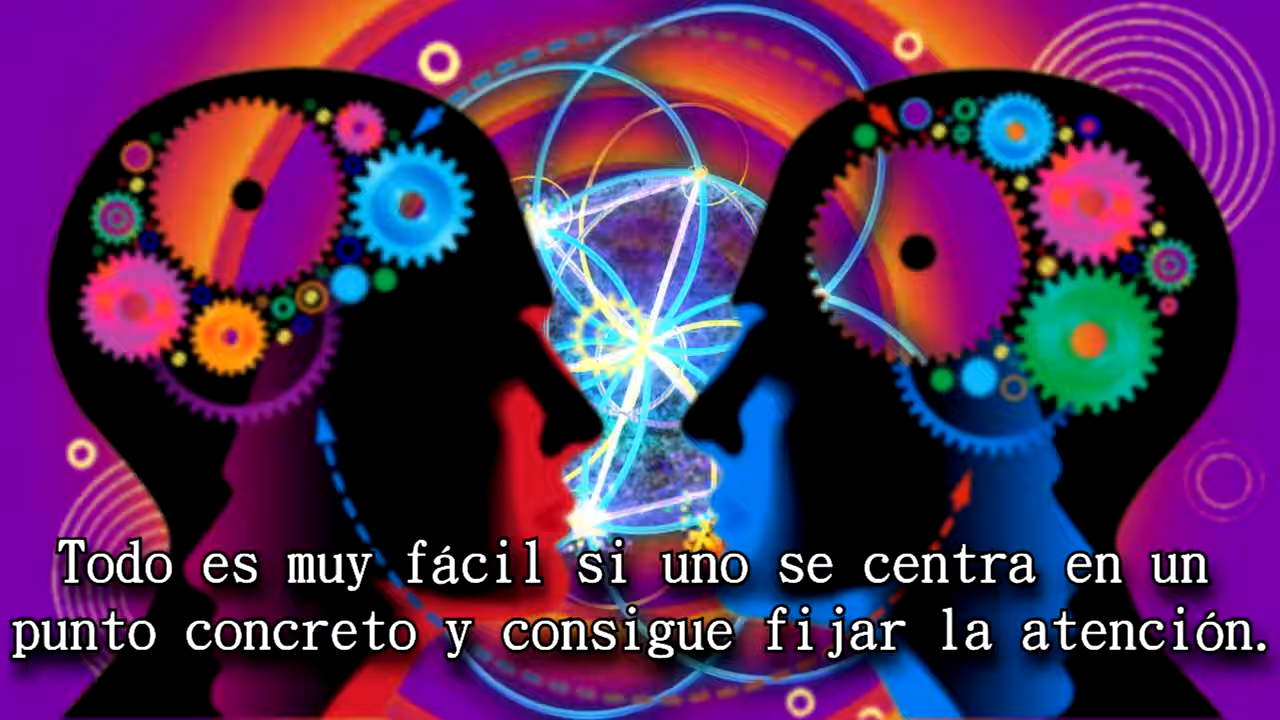 Todo es muy fácil si uno se centra en un
punto concreto y consigue fijar la atención.